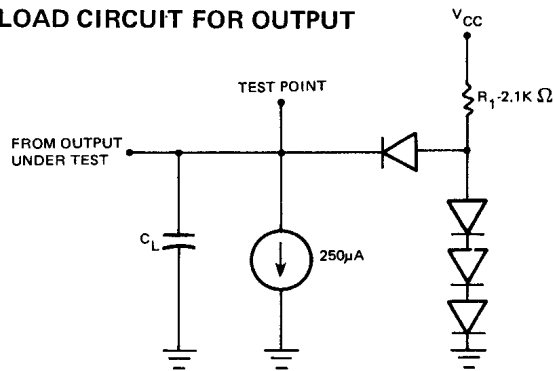 LOAD CIRCUIT FOR OUTPUT
VCC
TEST POINT
R1-2.1K Ω
FROM OUTPUT
UNDER TEST
CL
250μA